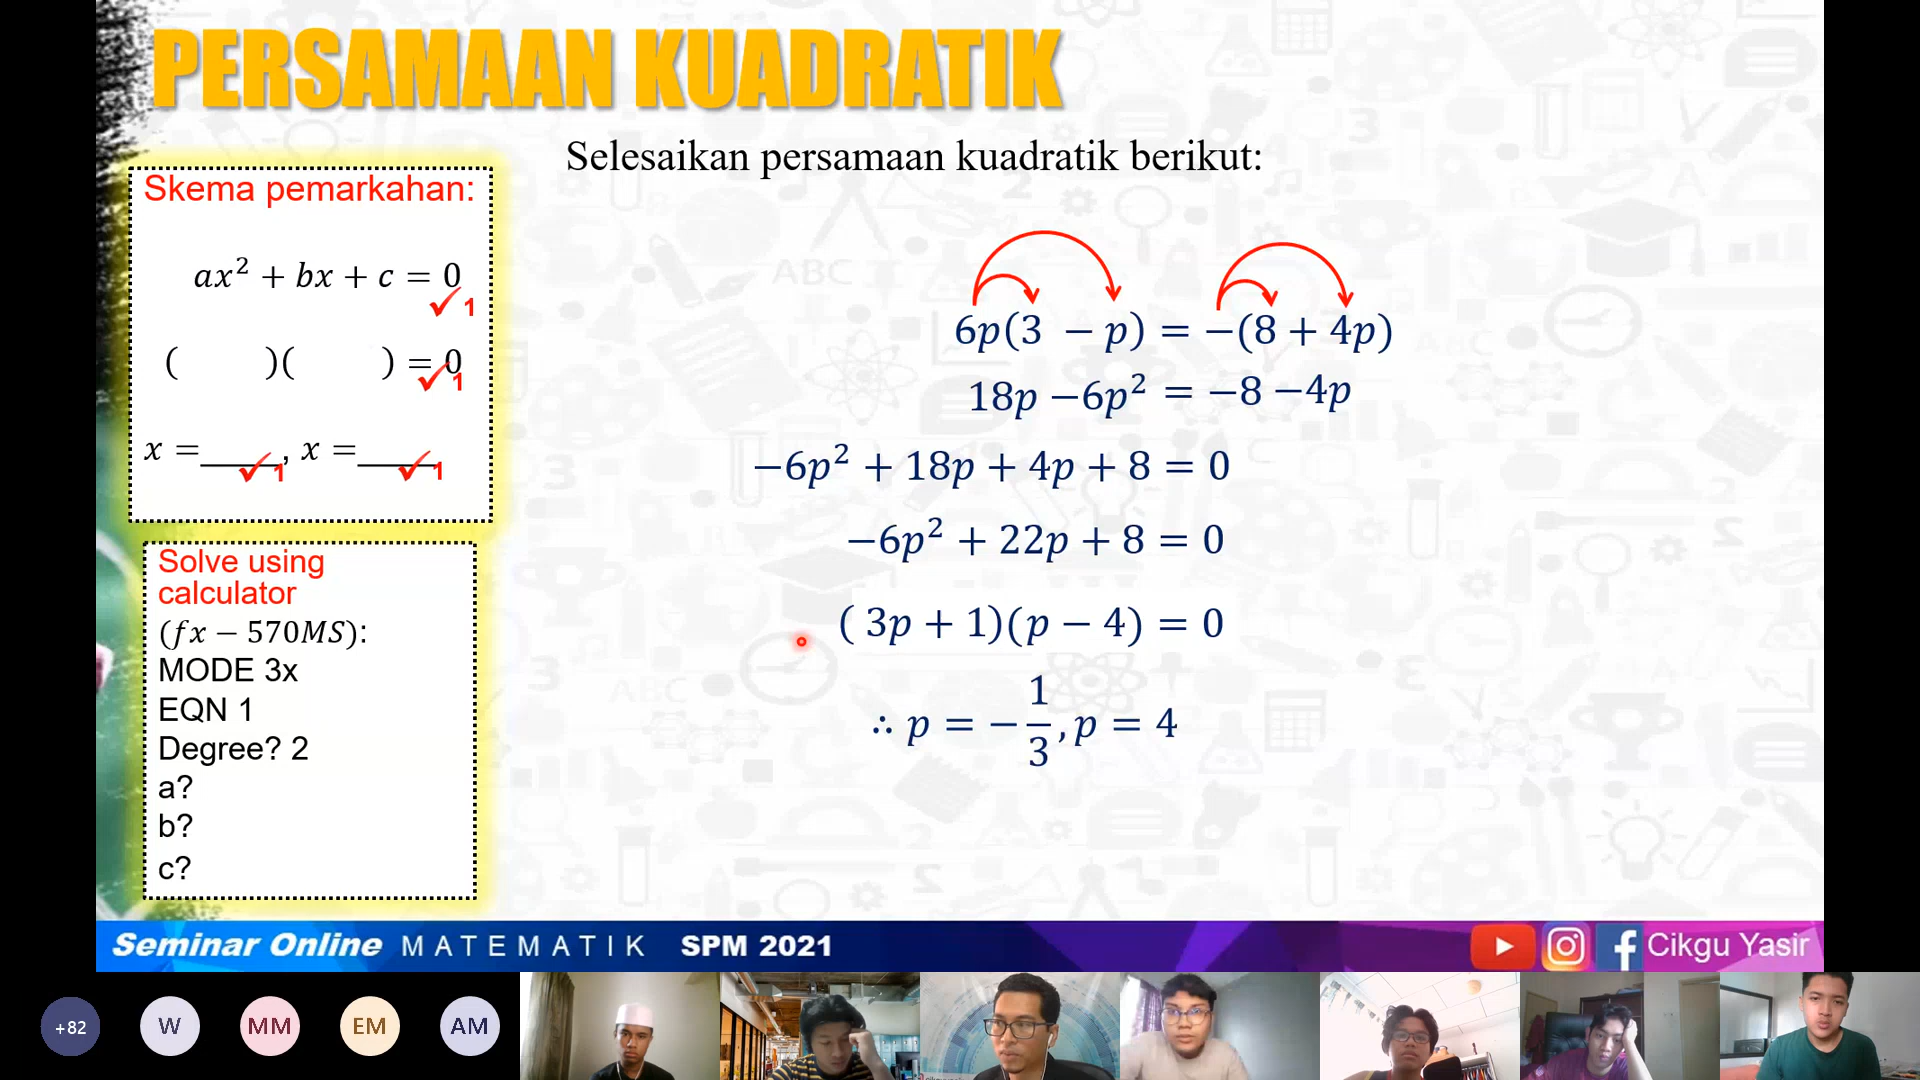 PERSAMAAN KUADRATIK
Selesaikan persamaan kuadratik berikut:
Skema pemarkahan:
ax² + bx + c = 0
✓1
( )( ) = 0
✓1
x =____, x =____
✓1 ✓1
Solve using
calculator
(fx − 570MS):
MODE 3x
EQN 1
Degree? 2
a?
b?
c?
6p(3 − p) = −(8 + 4p)
18p −6p² = −8 −4p
−6p² + 18p + 4p + 8 = 0
−6p² + 22p + 8 = 0
( 3p + 1)(p − 4) = 0
∴ p = −1/3, p = 4
Seminar Online MATEMATIK SPM 2021
Cikgu Yasir
+82 W MM EM AM